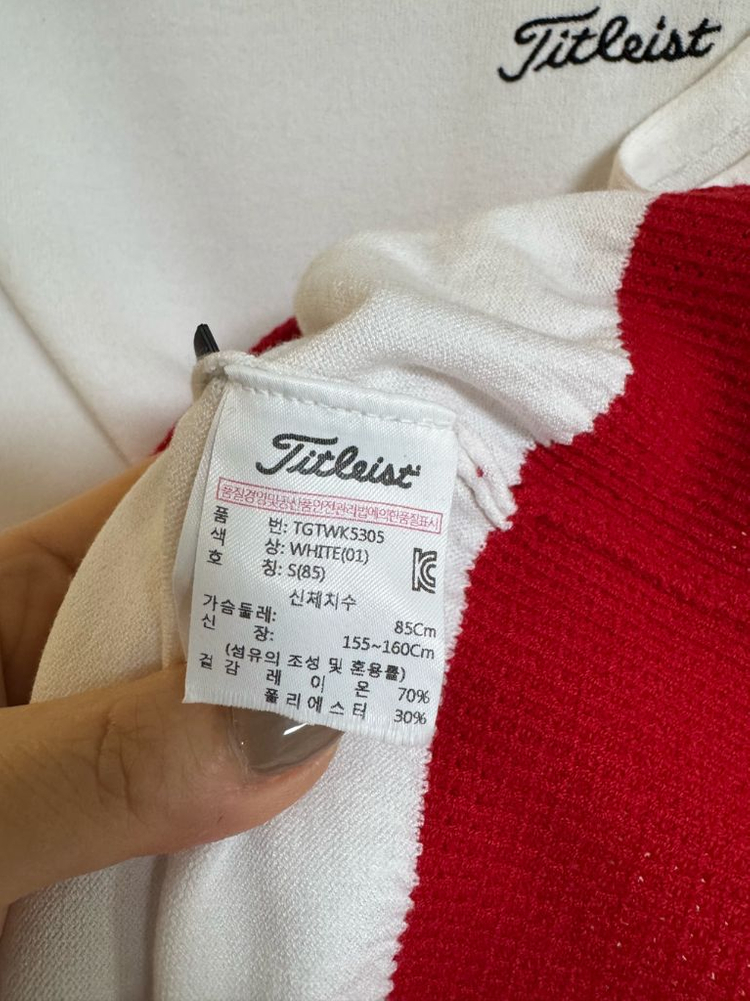 Titleist
Titleist
품질경영및공산품안전관리법에의한품질표시
품 번: TGTWK5305
색 상: WHITE(01)
호 칭: S(85)
신체치수
가슴둘레: 85Cm
신 장: 155~160Cm
(섬유의 조성 및 혼용률)
겉 감 레 이 온 70%
폴 리 에 스 터 30%